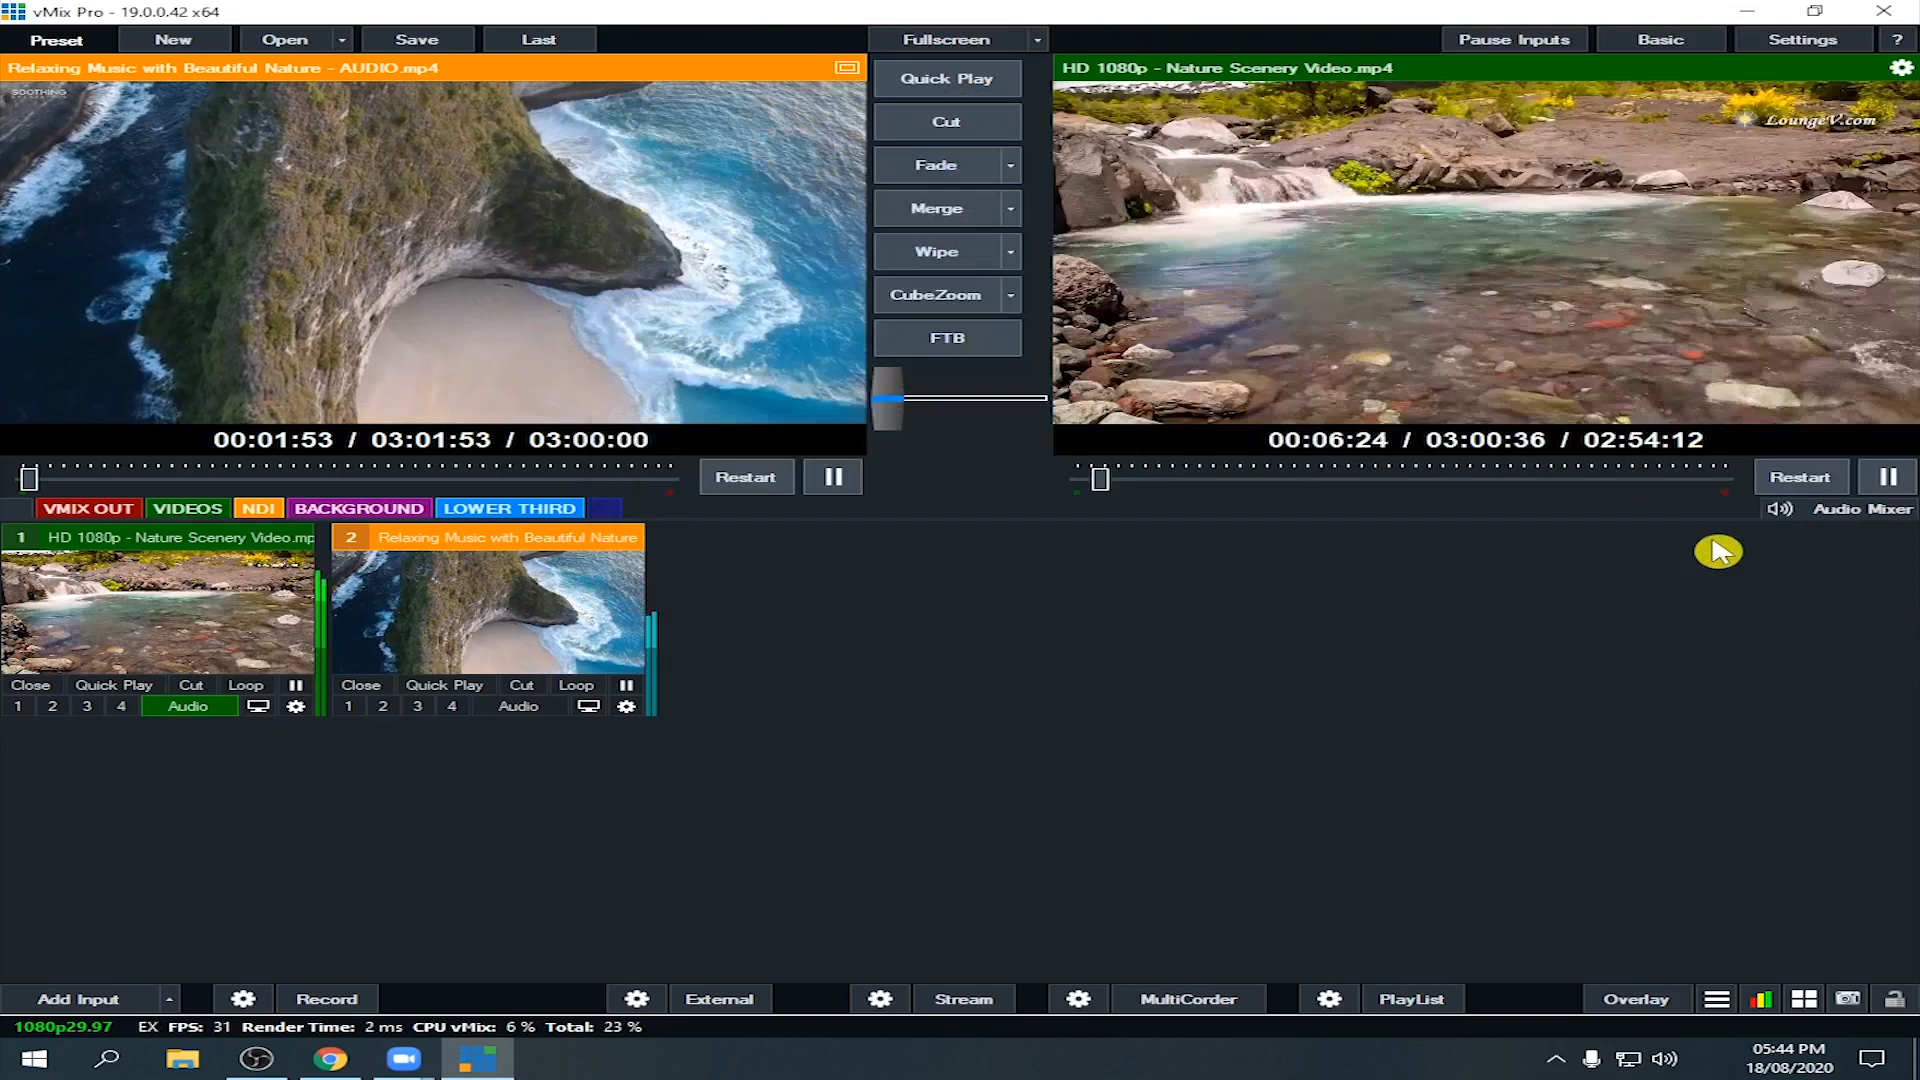 vMix Pro - 19.0.0.42 x64
Preset New Open Save Last Fullscreen Pause Inputs Basic Settings ?
Relaxing Music with Beautiful Nature - AUDIO.mp4
HD 1080p - Nature Scenery Video.mp4
SOOTHING
LoungeV.com
Quick Play
Cut
Fade
Merge
Wipe
CubeZoom
FTB
00:01:53 / 03:01:53 / 03:00:00
00:06:24 / 03:00:36 / 02:54:12
Restart
Restart
VMIX OUT VIDEOS NDI BACKGROUND LOWER THIRD
Audio Mixer
1 HD 1080p - Nature Scenery Video.mp
2 Relaxing Music with Beautiful Nature
Close Quick Play Cut Loop
Close Quick Play Cut Loop
1 2 3 4 Audio
1 2 3 4 Audio
Add Input Record External Stream MultiCorder PlayList Overlay
1080p29.97 EX FPS: 31 Render Time: 2 ms CPU vMix: 6 % Total: 23 %
05:44 PM
18/08/2020